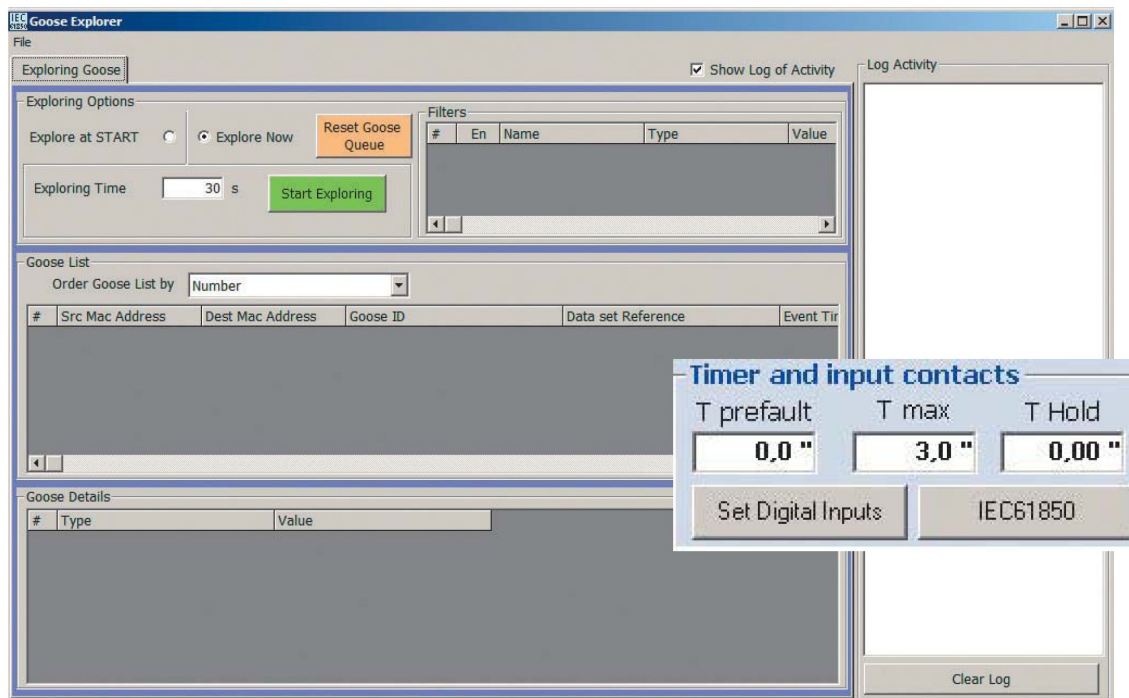 IEC
61850
Goose Explorer
File
Exploring Goose
Show Log of Activity
Log Activity
Exploring Options
Explore at START
Explore Now
Reset Goose
Queue
Exploring Time
30 s
Start Exploring
Filters
# En Name Type Value
Goose List
Order Goose List by Number
# Src Mac Address Dest Mac Address Goose ID Data set Reference Event Tir
Timer and input contacts
T prefault T max T Hold
0,0 " 3,0 " 0,00 "
Set Digital Inputs IEC61850
Goose Details
# Type Value
Clear Log